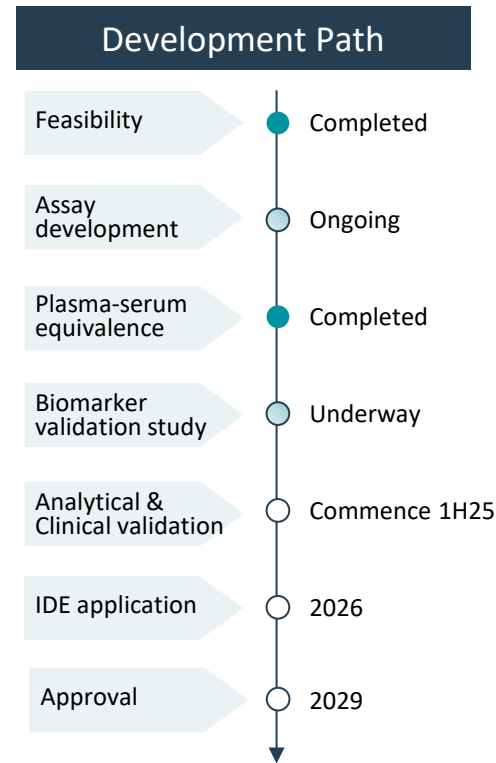 Development Path
Feasibility
Completed
Assay
development
Ongoing
Plasma-serum
equivalence
Completed
Biomarker
validation study
Underway
Analytical &
Clinical validation
Commence 1H25
IDE application
2026
Approval
2029